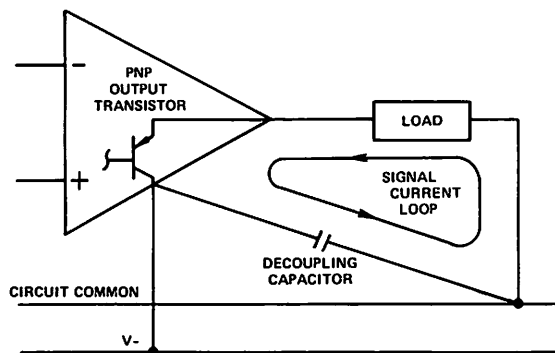 -
PNP
OUTPUT
TRANSISTOR
LOAD
+
SIGNAL
CURRENT
LOOP
DECOUPLING
CAPACITOR
CIRCUIT COMMON
V-